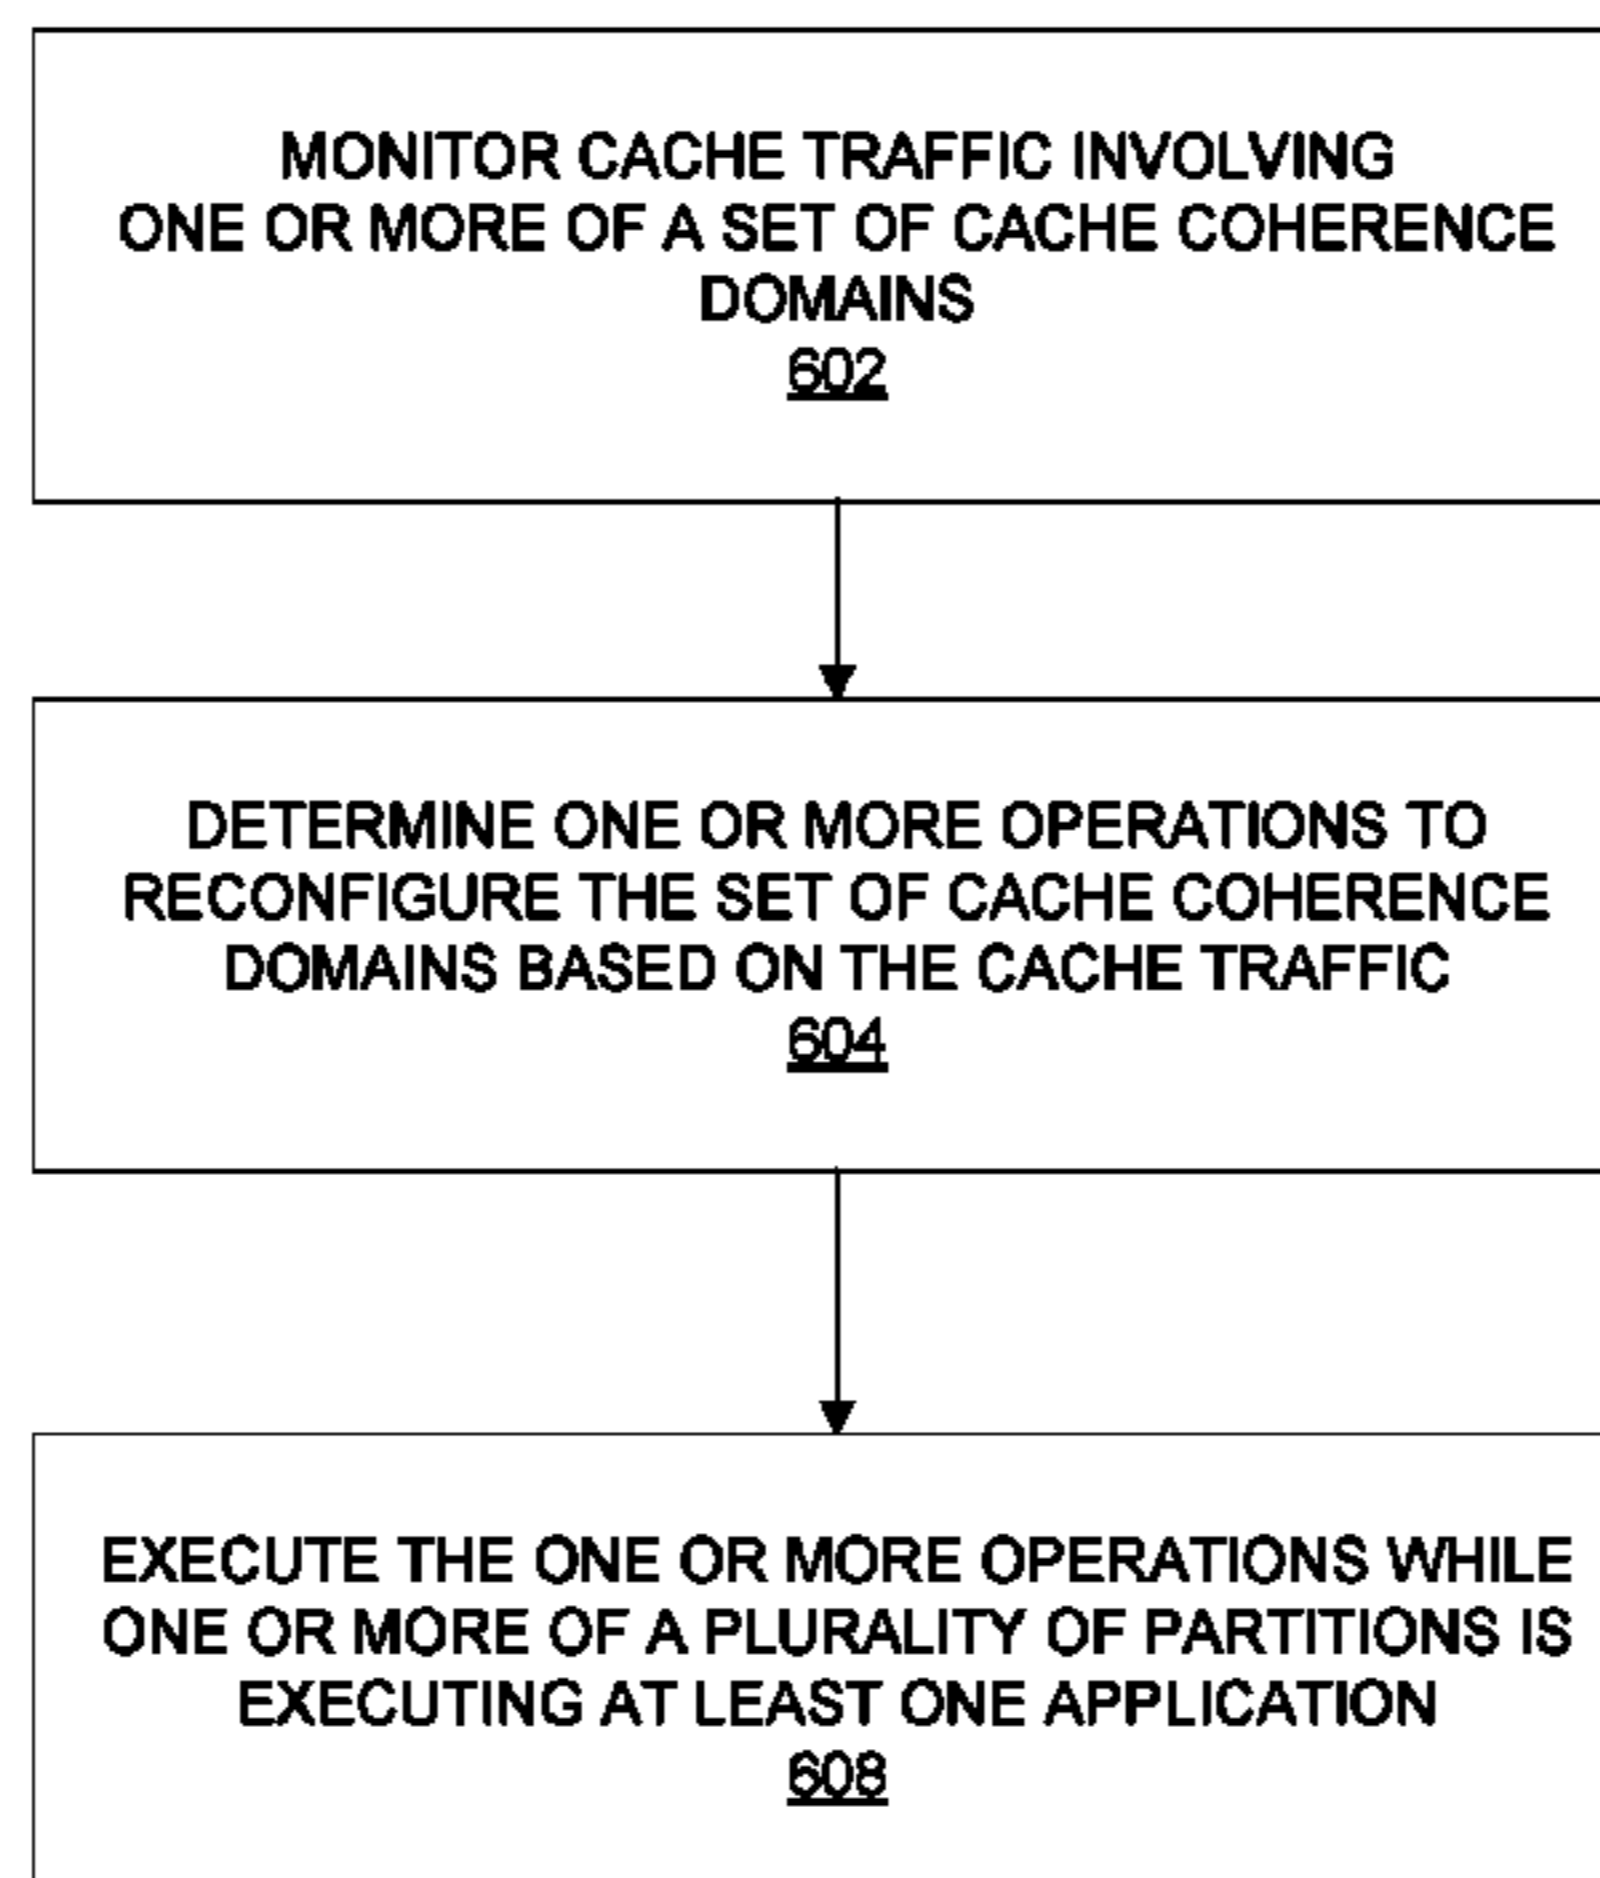 MONITOR CACHE TRAFFIC INVOLVING
ONE OR MORE OF A SET OF CACHE COHERENCE
DOMAINS
602
DETERMINE ONE OR MORE OPERATIONS TO
RECONFIGURE THE SET OF CACHE COHERENCE
DOMAINS BASED ON THE CACHE TRAFFIC
604
EXECUTE THE ONE OR MORE OPERATIONS WHILE
ONE OR MORE OF A PLURALITY OF PARTITIONS IS
EXECUTING AT LEAST ONE APPLICATION
608